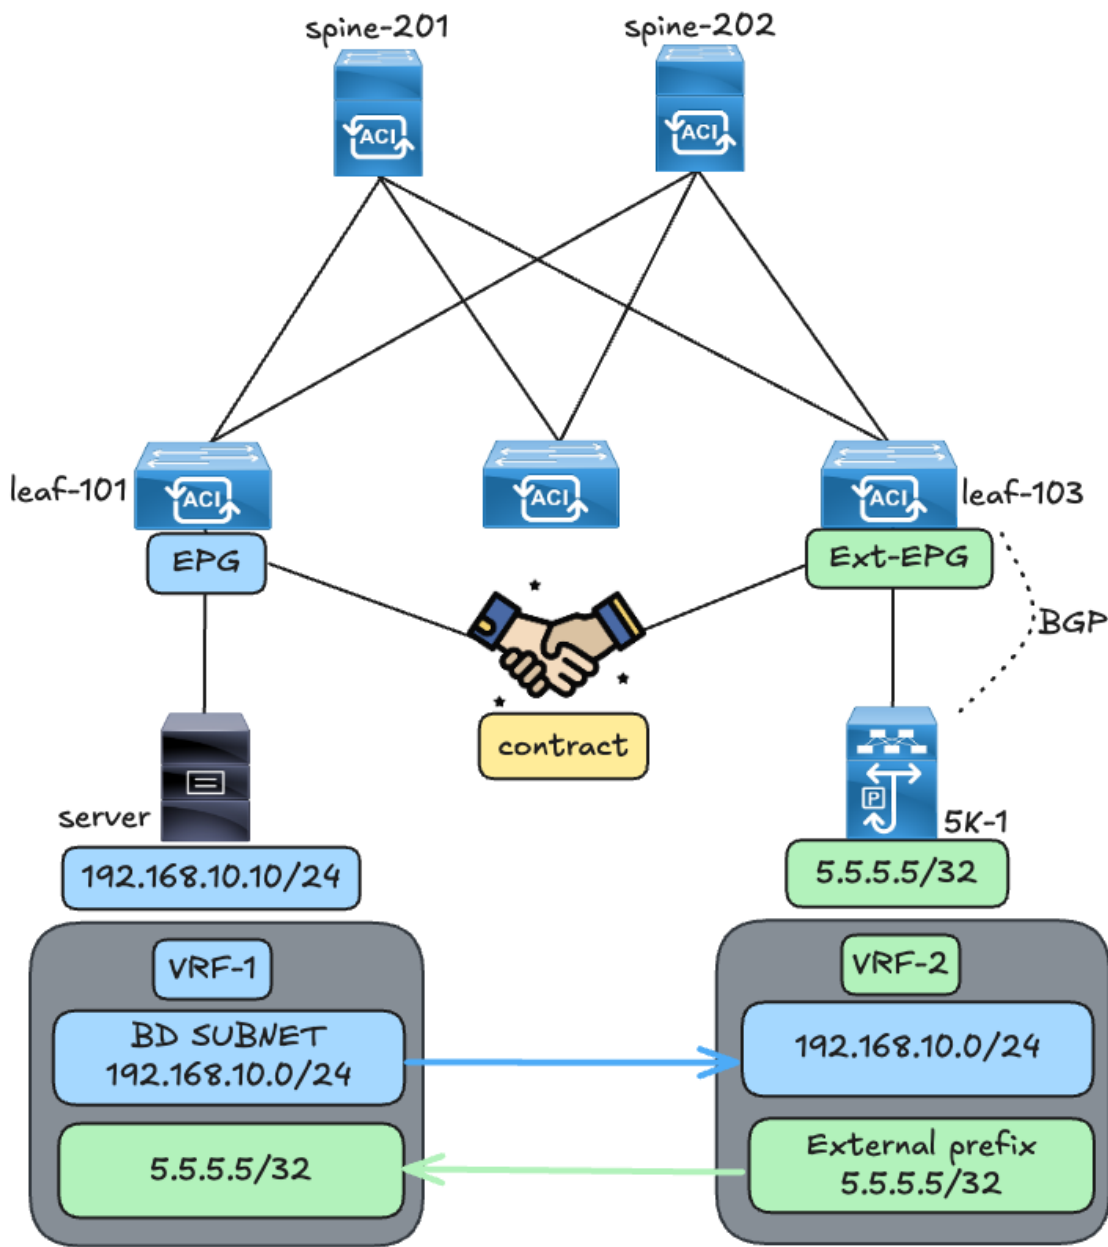 spine-201
spine-202
ACI
ACI
leaf-101
ACI
ACI
ACI
leaf-103
EPG
Ext-EPG
BGP
contract
server
P
5K-1
192.168.10.10/24
5.5.5.5/32
VRF-1
VRF-2
BD SUBNET
192.168.10.0/24
192.168.10.0/24
5.5.5.5/32
External prefix
5.5.5.5/32